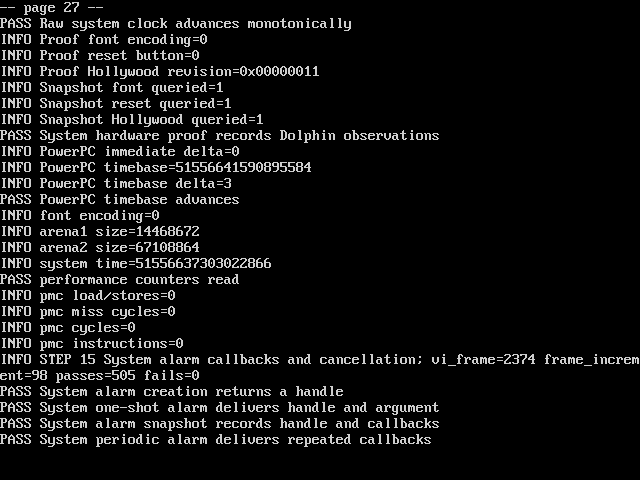 -- page 27 --
PASS Raw system clock advances monotonically
INFO Proof font encoding=0
INFO Proof reset button=0
INFO Proof Hollywood revision=0x00000011
INFO Snapshot font queried=1
INFO Snapshot reset queried=1
INFO Snapshot Hollywood queried=1
PASS System hardware proof records Dolphin observations
INFO PowerPC immediate delta=0
INFO PowerPC timebase=51556641590895584
INFO PowerPC timebase delta=3
PASS PowerPC timebase advances
INFO font encoding=0
INFO arena1 size=14468672
INFO arena2 size=67108864
INFO system time=51556637303022866
PASS performance counters read
INFO pmc load/stores=0
INFO pmc miss cycles=0
INFO pmc cycles=0
INFO pmc instructions=0
INFO STEP 15 System alarm callbacks and cancellation; vi_frame=2374 frame_increm
ent=98 passes=505 fails=0
PASS System alarm creation returns a handle
PASS System one-shot alarm delivers handle and argument
PASS System alarm snapshot records handle and callbacks
PASS System periodic alarm delivers repeated callbacks